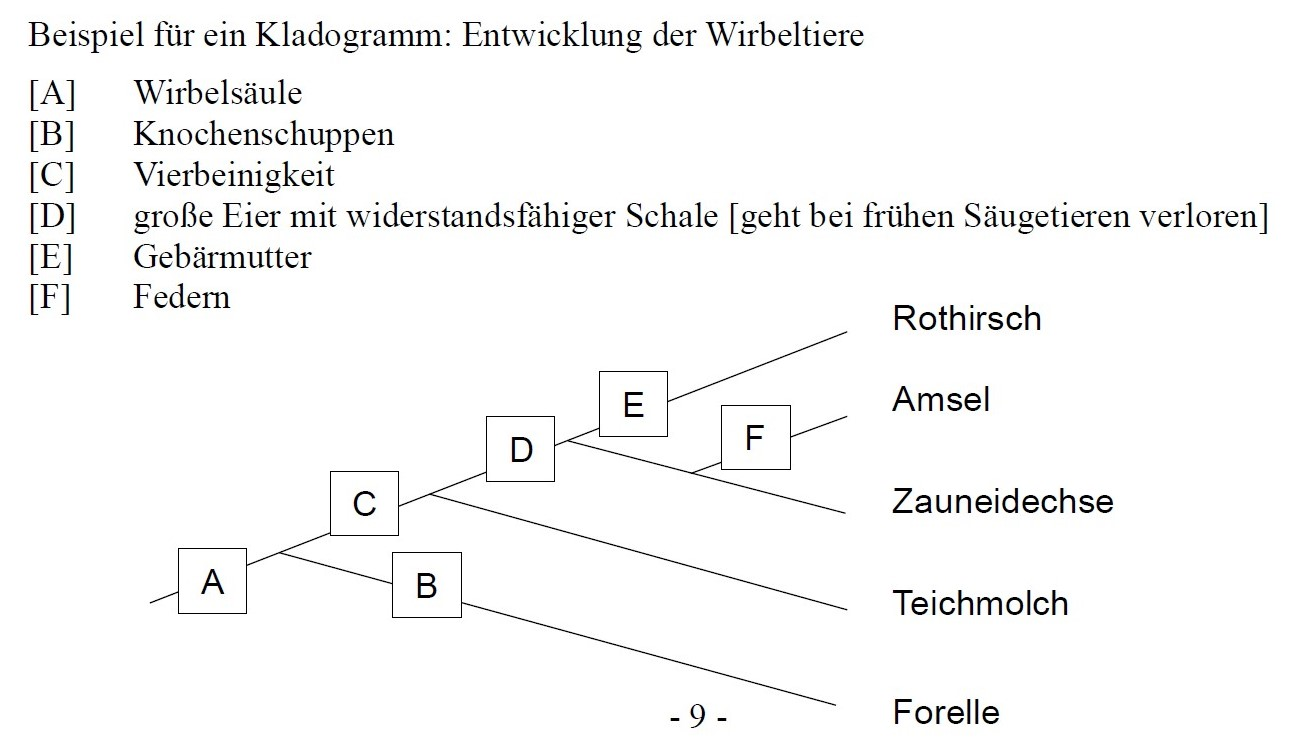 Beispiel für ein Kladogramm: Entwicklung der Wirbeltiere
[A] Wirbelsäule
[B] Knochenschuppen
[C] Vierbeinigkeit
[D] große Eier mit widerstandsfähiger Schale [geht bei frühen Säugetieren verloren]
[E] Gebärmutter
[F] Federn
Rothirsch
E
Amsel
F
D
Zauneidechse
C
A
B
Teichmolch
Forelle
- 9 -